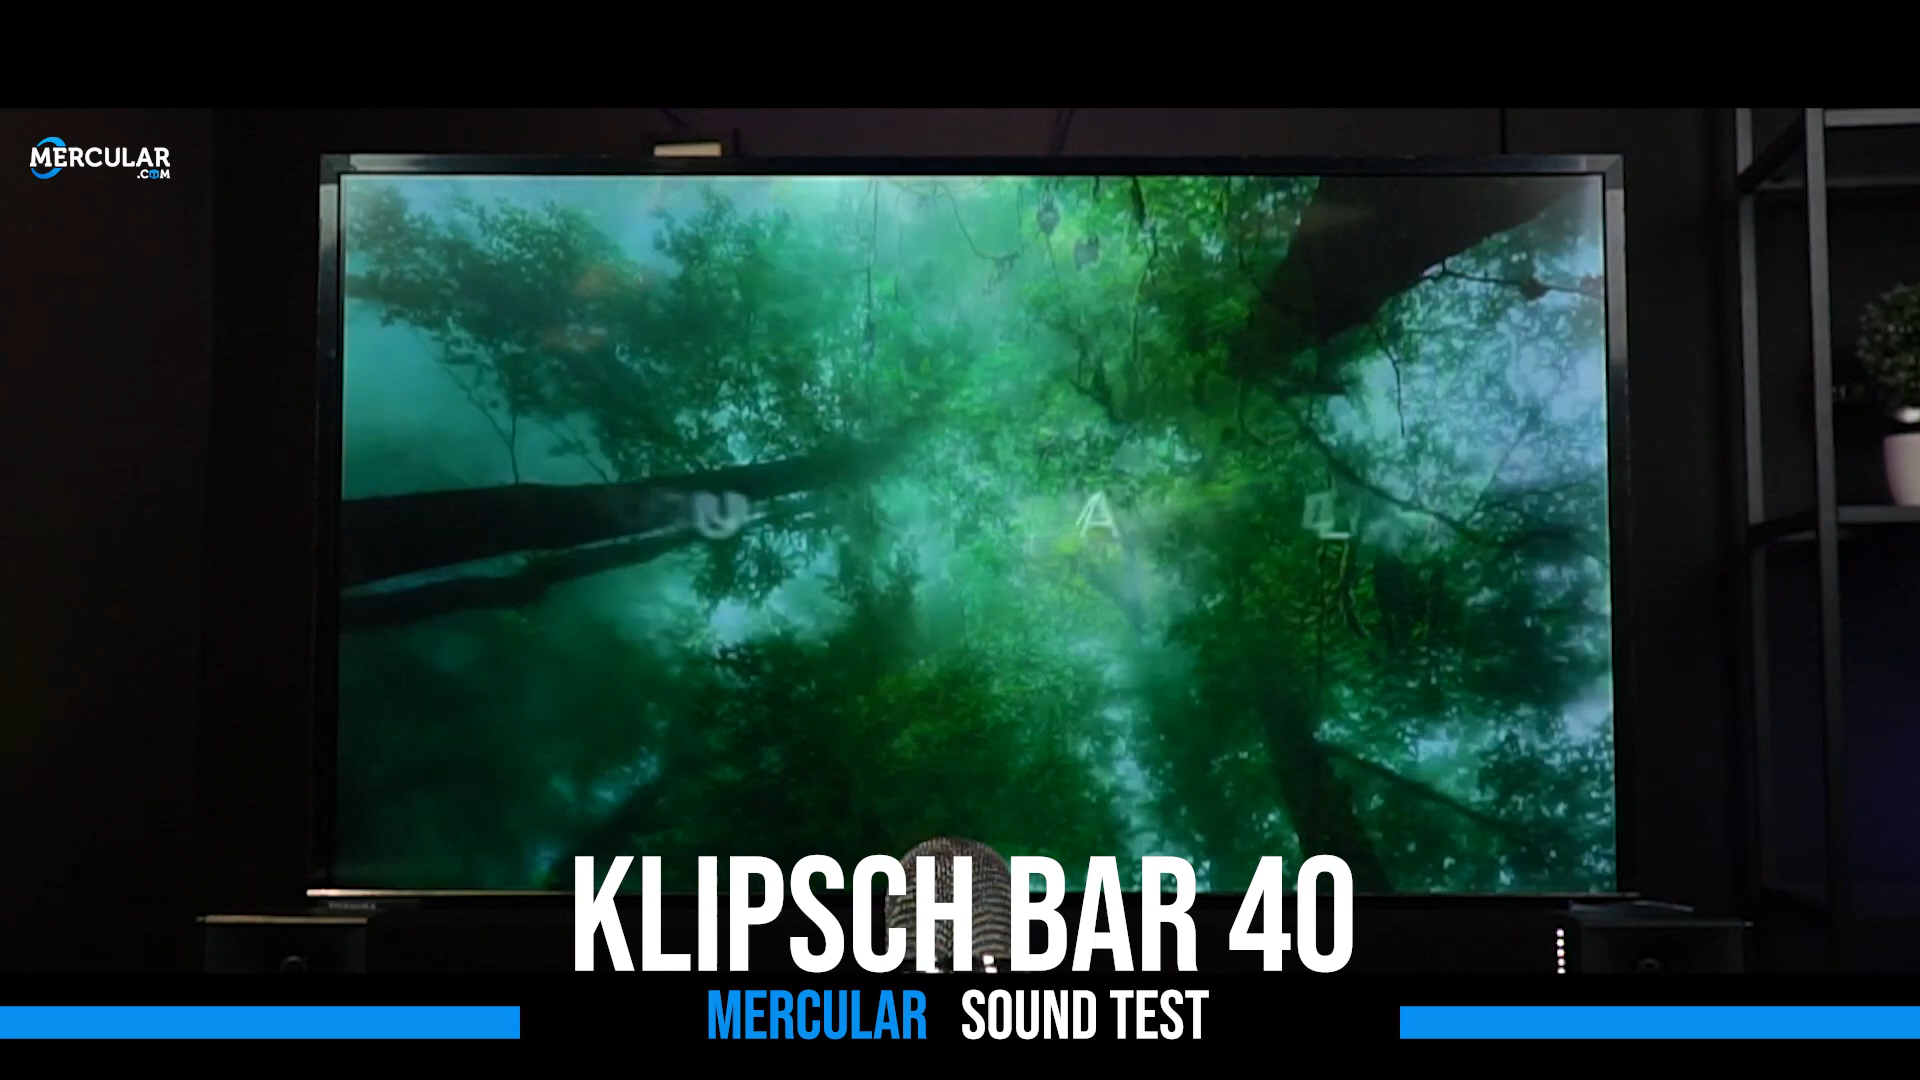 MERCULAR
.COM
U A L
KLIPSCH BAR 40
MERCULAR SOUND TEST